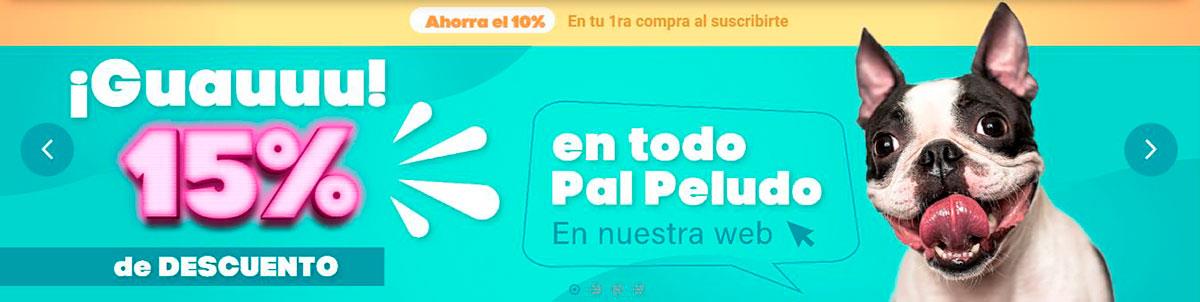 Ahorra el 10% En tu 1ra compra al suscribirte
¡Guauuu!
15%
de DESCUENTO
en todo
Pal Peludo
En nuestra web